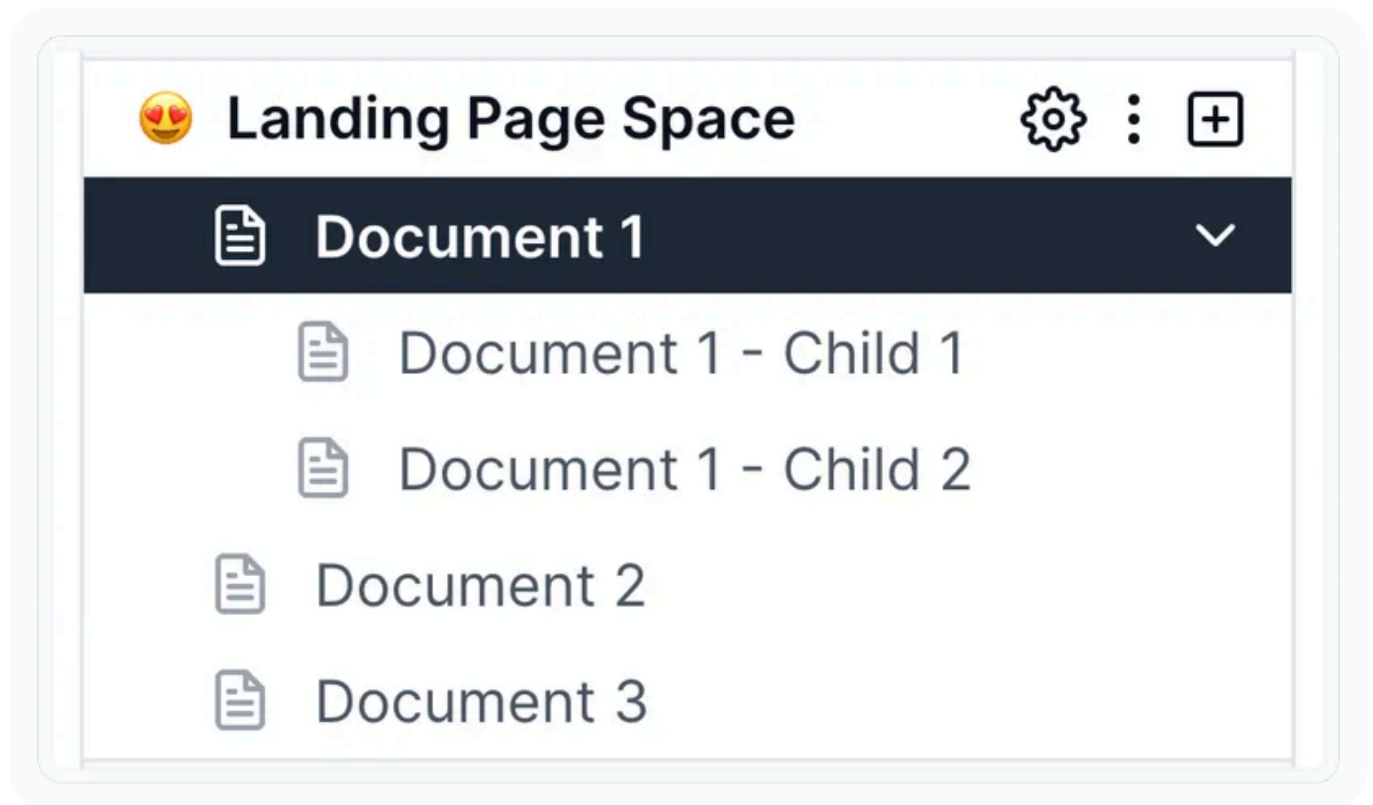 Landing Page Space
Document 1
Document 1 - Child 1
Document 1 - Child 2
Document 2
Document 3